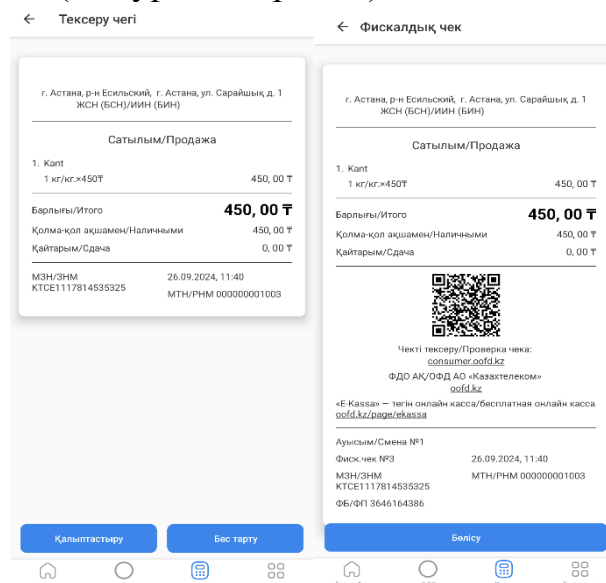 ← Тексеру чегі
г. Астана, р-н Есильский, г. Астана, ул. Сарайшық д. 1
ЖСН (БСН)/ИИН (БИН)
Сатылым/Продажа
1. Kant
1 кг/кг.×450₸ 450, 00 ₸
Барлығы/Итого 450, 00 ₸
Қолма-қол ақшамен/Наличными 450, 00 ₸
Қайтарым/Сдача 0, 00 ₸
МЗН/ЗНМ 26.09.2024, 11:40
KTCE1117814535325 МТН/РНМ 000000001003
Қалыптастыру Бас тарту
← Фискалдық чек
г. Астана, р-н Есильский, г. Астана, ул. Сарайшық д. 1
ЖСН (БСН)/ИИН (БИН)
Сатылым/Продажа
1. Kant
1 кг/кг.×450₸ 450, 00 ₸
Барлығы/Итого 450, 00 ₸
Қолма-қол ақшамен/Наличными 450, 00 ₸
Қайтарым/Сдача 0, 00 ₸
Чекті тексеру/Проверка чека:
consumer.oofd.kz
ФДО АҚ/ОФД АО «Казахтелеком»
oofd.kz
«E-Kassa» — тегін онлайн касса/бесплатная онлайн касса
oofd.kz/page/ekassa
Ауысым/Смена №1
Фиск.чек №3 26.09.2024, 11:40
МЗН/ЗНМ МТН/РНМ 000000001003
KTCE1117814535325
ФБ/ФП 3646164386
Бөлісу